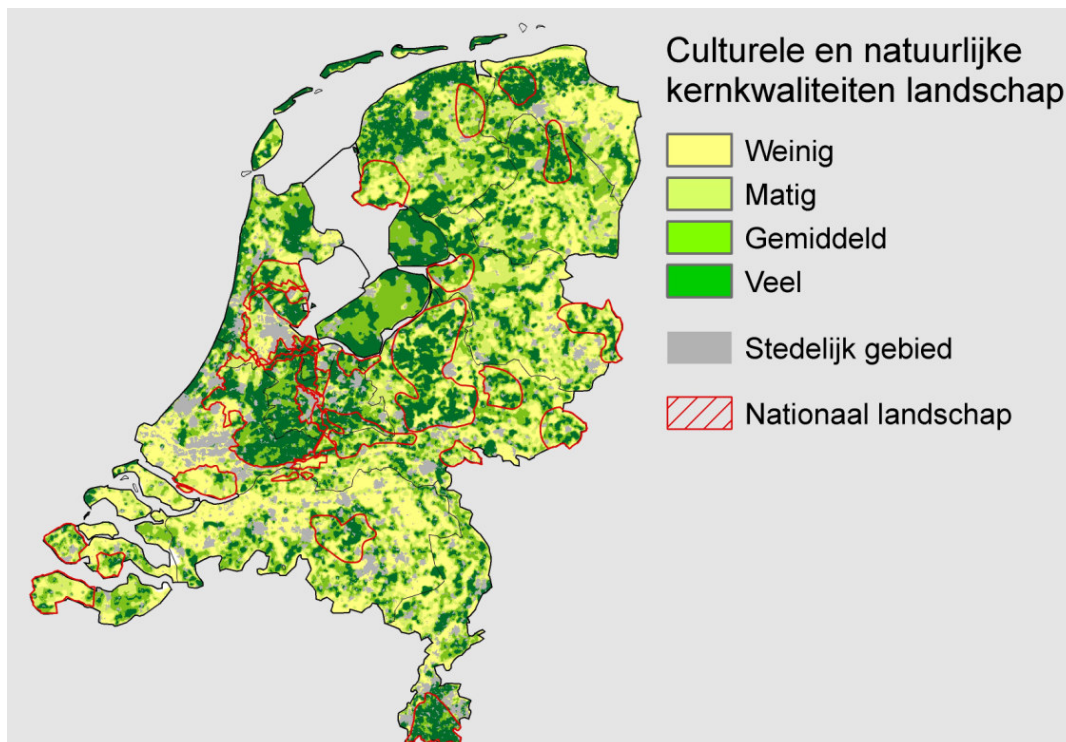 Culturele en natuurlijke
kernkwaliteiten landschap
Weinig
Matig
Gemiddeld
Veel
Stedelijk gebied
Nationaal landschap